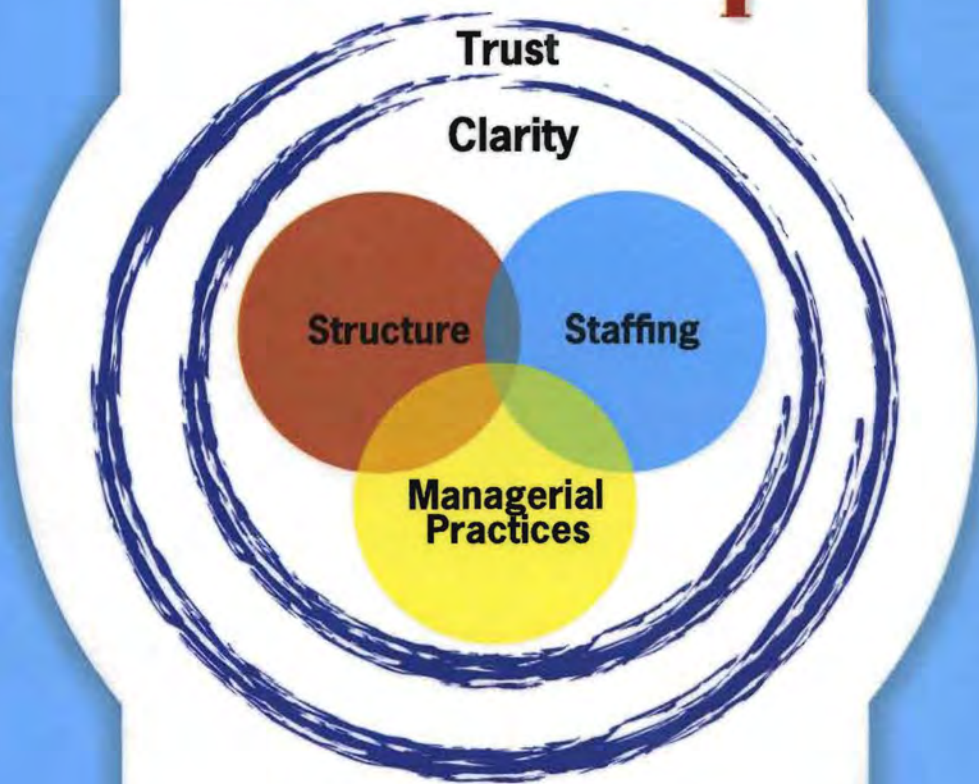 Trust
Clarity
Structure
Staffing
Managerial
Practices